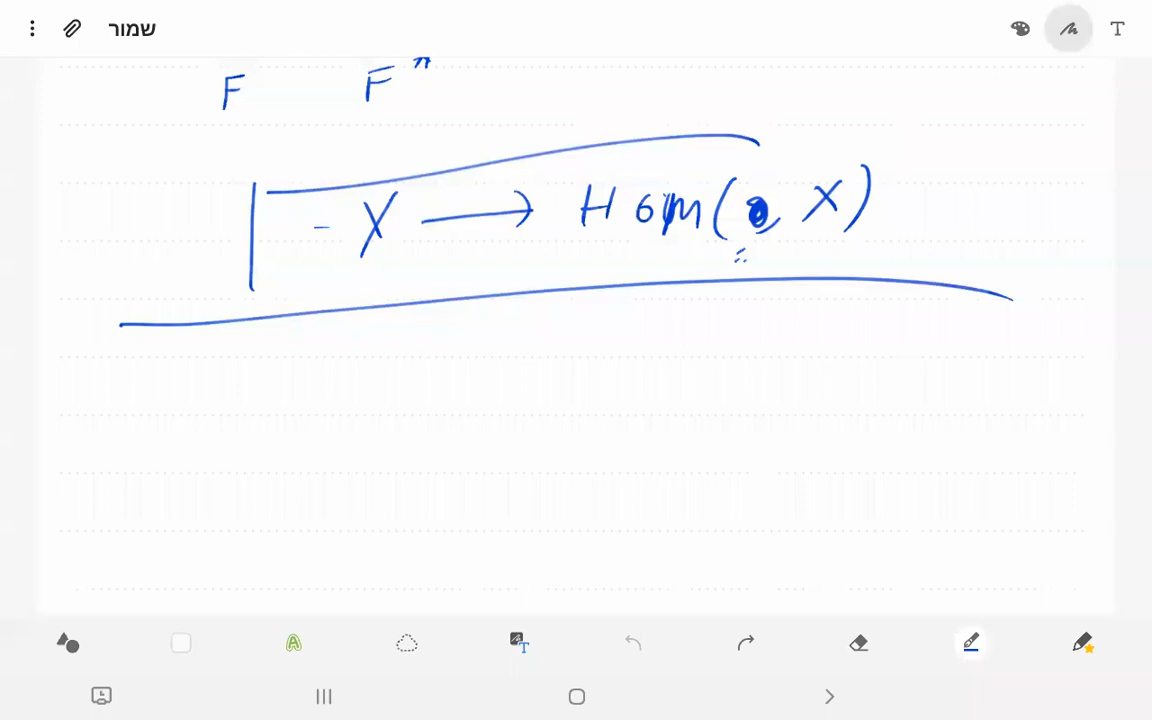 שמור
F F*
- X → Hom( , X)